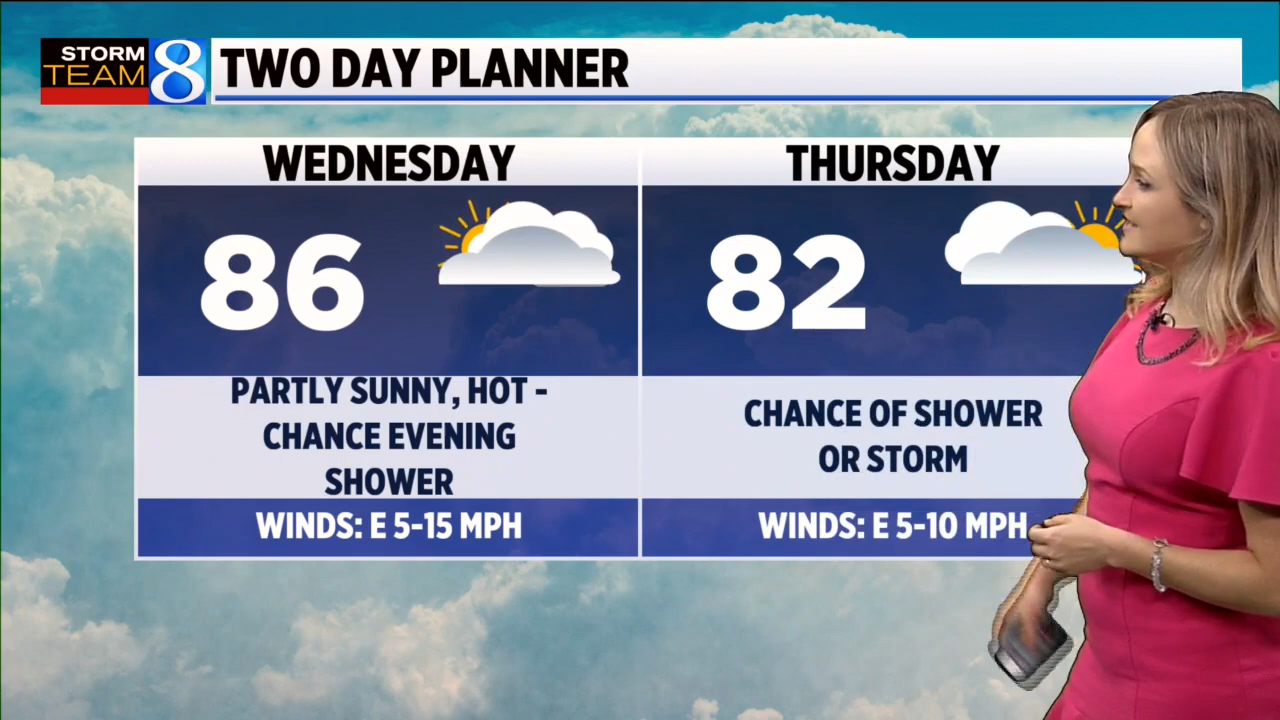 STORM
TEAM
8
TWO DAY PLANNER
WEDNESDAY
86
PARTLY SUNNY, HOT -
CHANCE EVENING
SHOWER
WINDS: E 5-15 MPH
THURSDAY
82
CHANCE OF SHOWER
OR STORM
WINDS: E 5-10 MPH